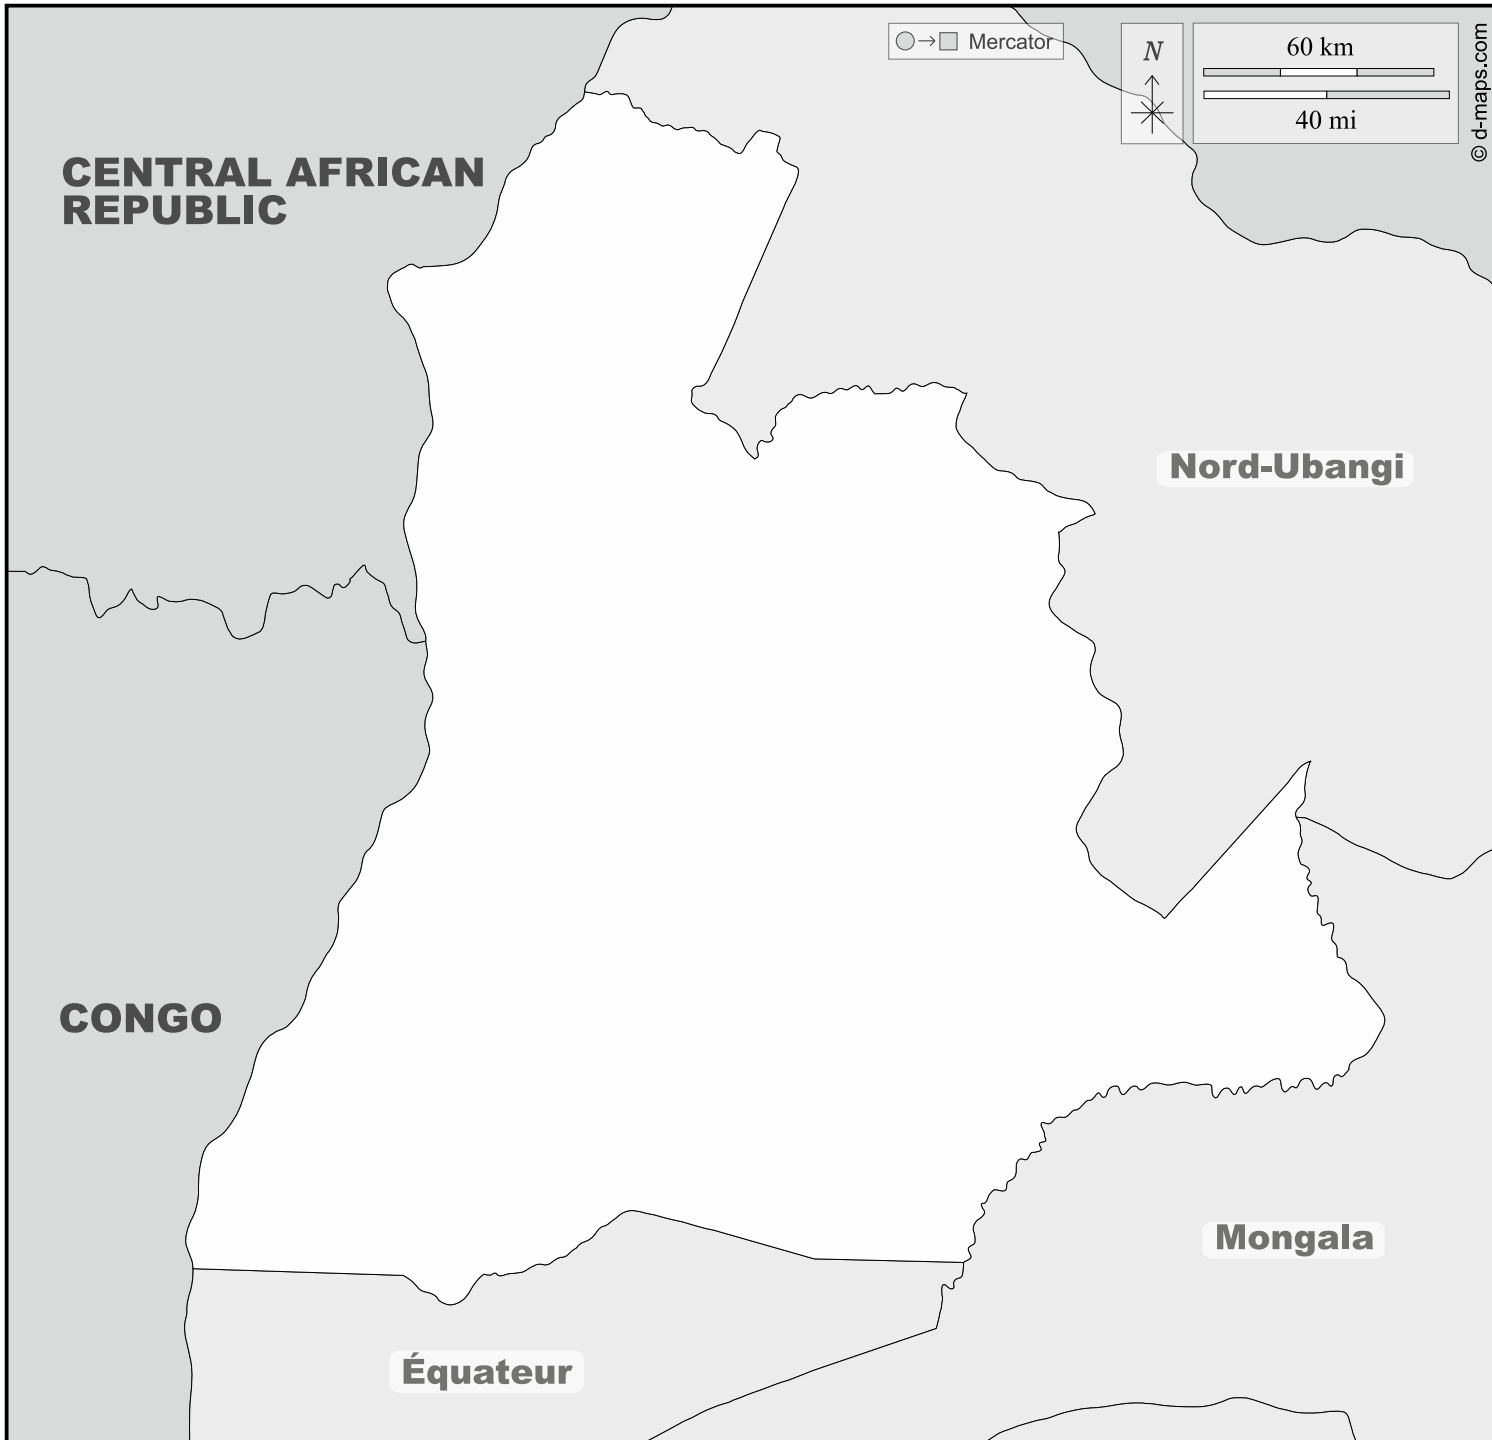 Mercator
N
60 km
40 mi
© d-maps.com
CENTRAL AFRICAN
REPUBLIC
Nord-Ubangi
CONGO
Mongala
Équateur